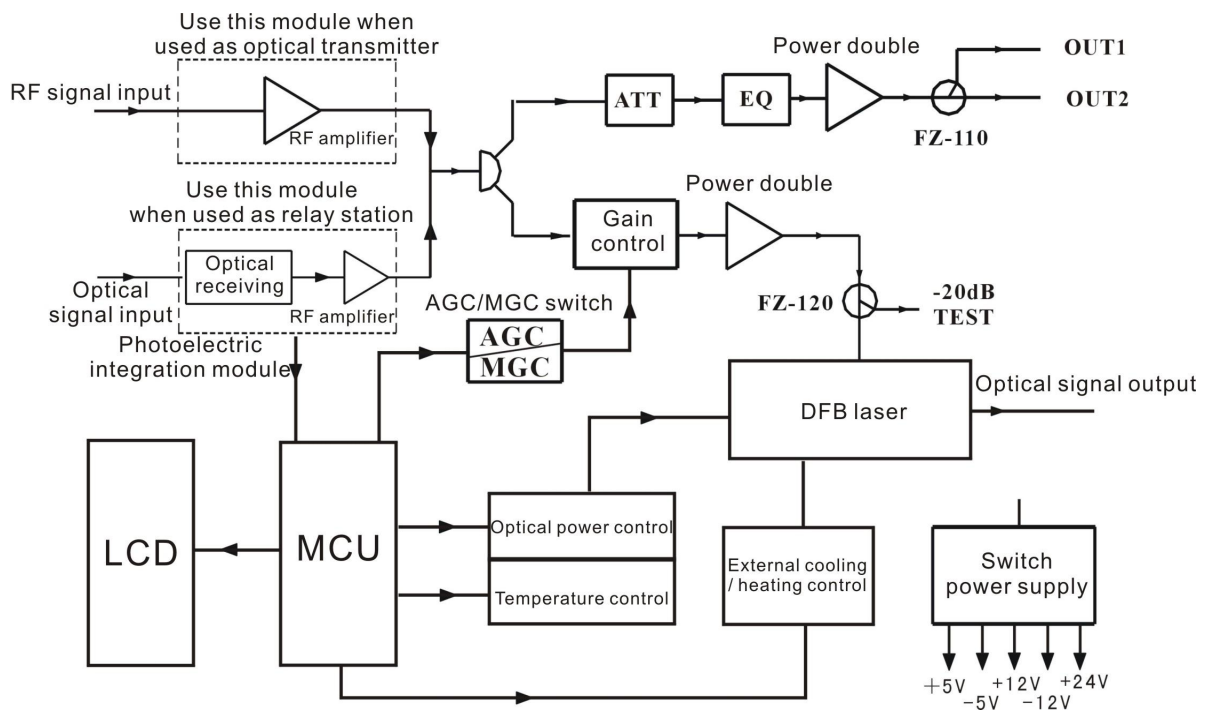 Use this module when
used as optical transmitter
RF signal input
RF amplifier
Power double
OUT1
OUT2
ATT
EQ
FZ-110
Use this module
when used as relay station
Optical
receiving
RF amplifier
Optical
signal input
Photoelectric
integration module
Power double
Gain
control
FZ-120
-20dB
TEST
AGC/MGC switch
AGC
MGC
DFB laser
Optical signal output
LCD
MCU
Optical power control
Temperature control
External cooling
/ heating control
Switch
power supply
+5V
-5V
+12V
-12V
+24V